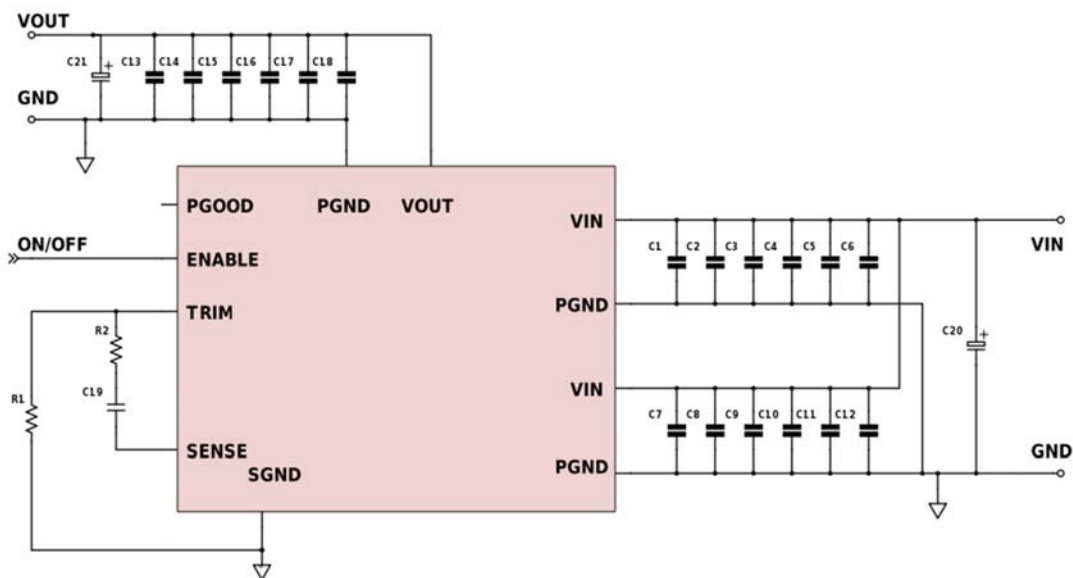 VOUT
C21 + C13 C14 C15 C16 C17 C18
GND
PGOOD PGND VOUT
VIN
VIN
ON/OFF
ENABLE
C1 C2 C3 C4 C5 C6
TRIM
PGND
R2
C20 +
C19
R1
VIN
C7 C8 C9 C10 C11 C12
SENSE
SGND
PGND
GND